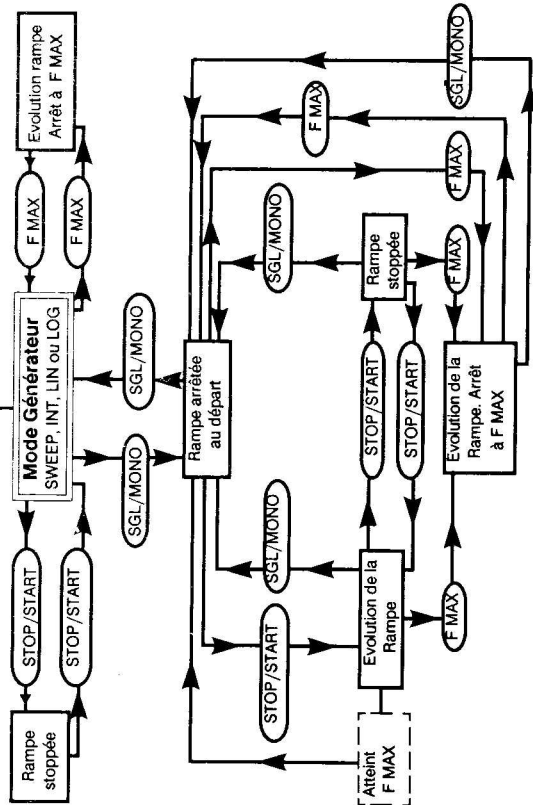 Rampe
stoppée
STOP/START
STOP/START
Mode Générateur
SWEEP, INT, LIN ou LOG
F MAX
F MAX
Evolution rampe
Arrêt à F MAX
SGL/MONO
SGL/MONO
Rampe arrêtée
au départ
STOP/START
SGL/MONO
SGL/MONO
F MAX
SGL/MONO
Atteint
F MAX
Evolution de la
Rampe
STOP/START
STOP/START
Rampe
stoppée
F MAX
F MAX
F MAX
Evolution de la
Rampe. Arrêt
à F MAX